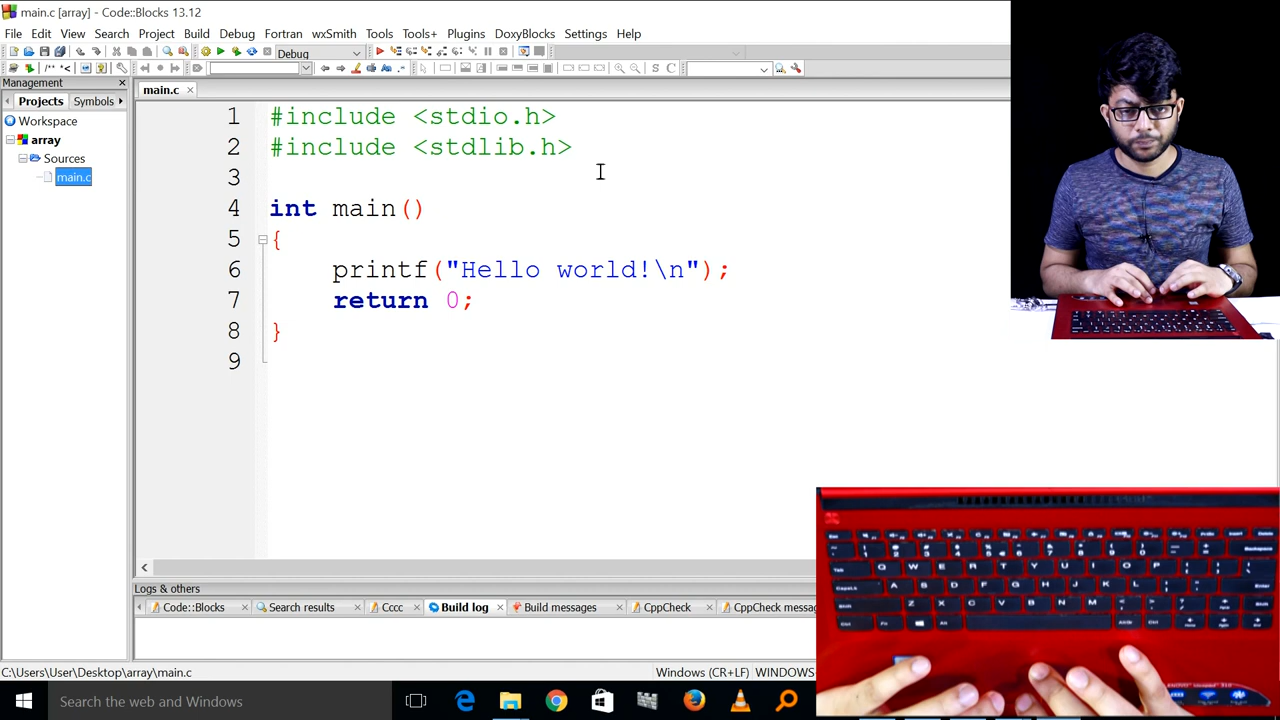 main.c [array] - Code::Blocks 13.12
File Edit View Search Project Build Debug Fortran wxSmith Tools Tools+ Plugins DoxyBlocks Settings Help
Debug
/** *< S C
Management
main.c
Projects Symbols
Workspace
array
Sources
main.c
1 #include <stdio.h>
2 #include <stdlib.h>
3
4 int main()
5 {
6 printf("Hello world!\n");
7 return 0;
8 }
9
Logs & others
Code::Blocks Search results Cccc Build log Build messages CppCheck CppCheck messag
C:\Users\User\Desktop\array\main.c Windows (CR+LF) WINDOWS
Search the web and Windows
Q W E R T Y U I O P
A S D F G H J K L
Z X C V B N M